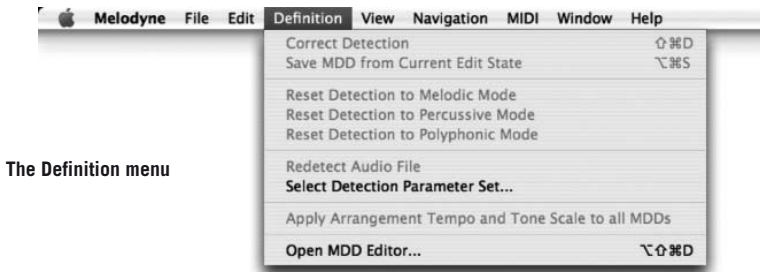 Melodyne File Edit Definition View Navigation MIDI Window Help
Correct Detection ⇧⌘D
Save MDD from Current Edit State ⌥⌘S
Reset Detection to Melodic Mode
Reset Detection to Percussive Mode
Reset Detection to Polyphonic Mode
The Definition menu
Redetect Audio File
Select Detection Parameter Set...
Apply Arrangement Tempo and Tone Scale to all MDDs
Open MDD Editor... ⌥⇧⌘D